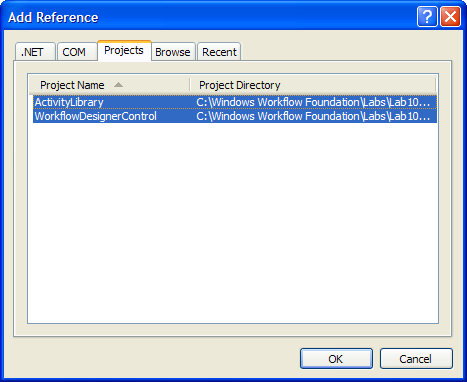 Add Reference
.NET COM Projects Browse Recent
Project Name Project Directory
ActivityLibrary C:\Windows Workflow Foundation\Labs\Lab10...
WorkflowDesignerControl C:\Windows Workflow Foundation\Labs\Lab10...
OK Cancel